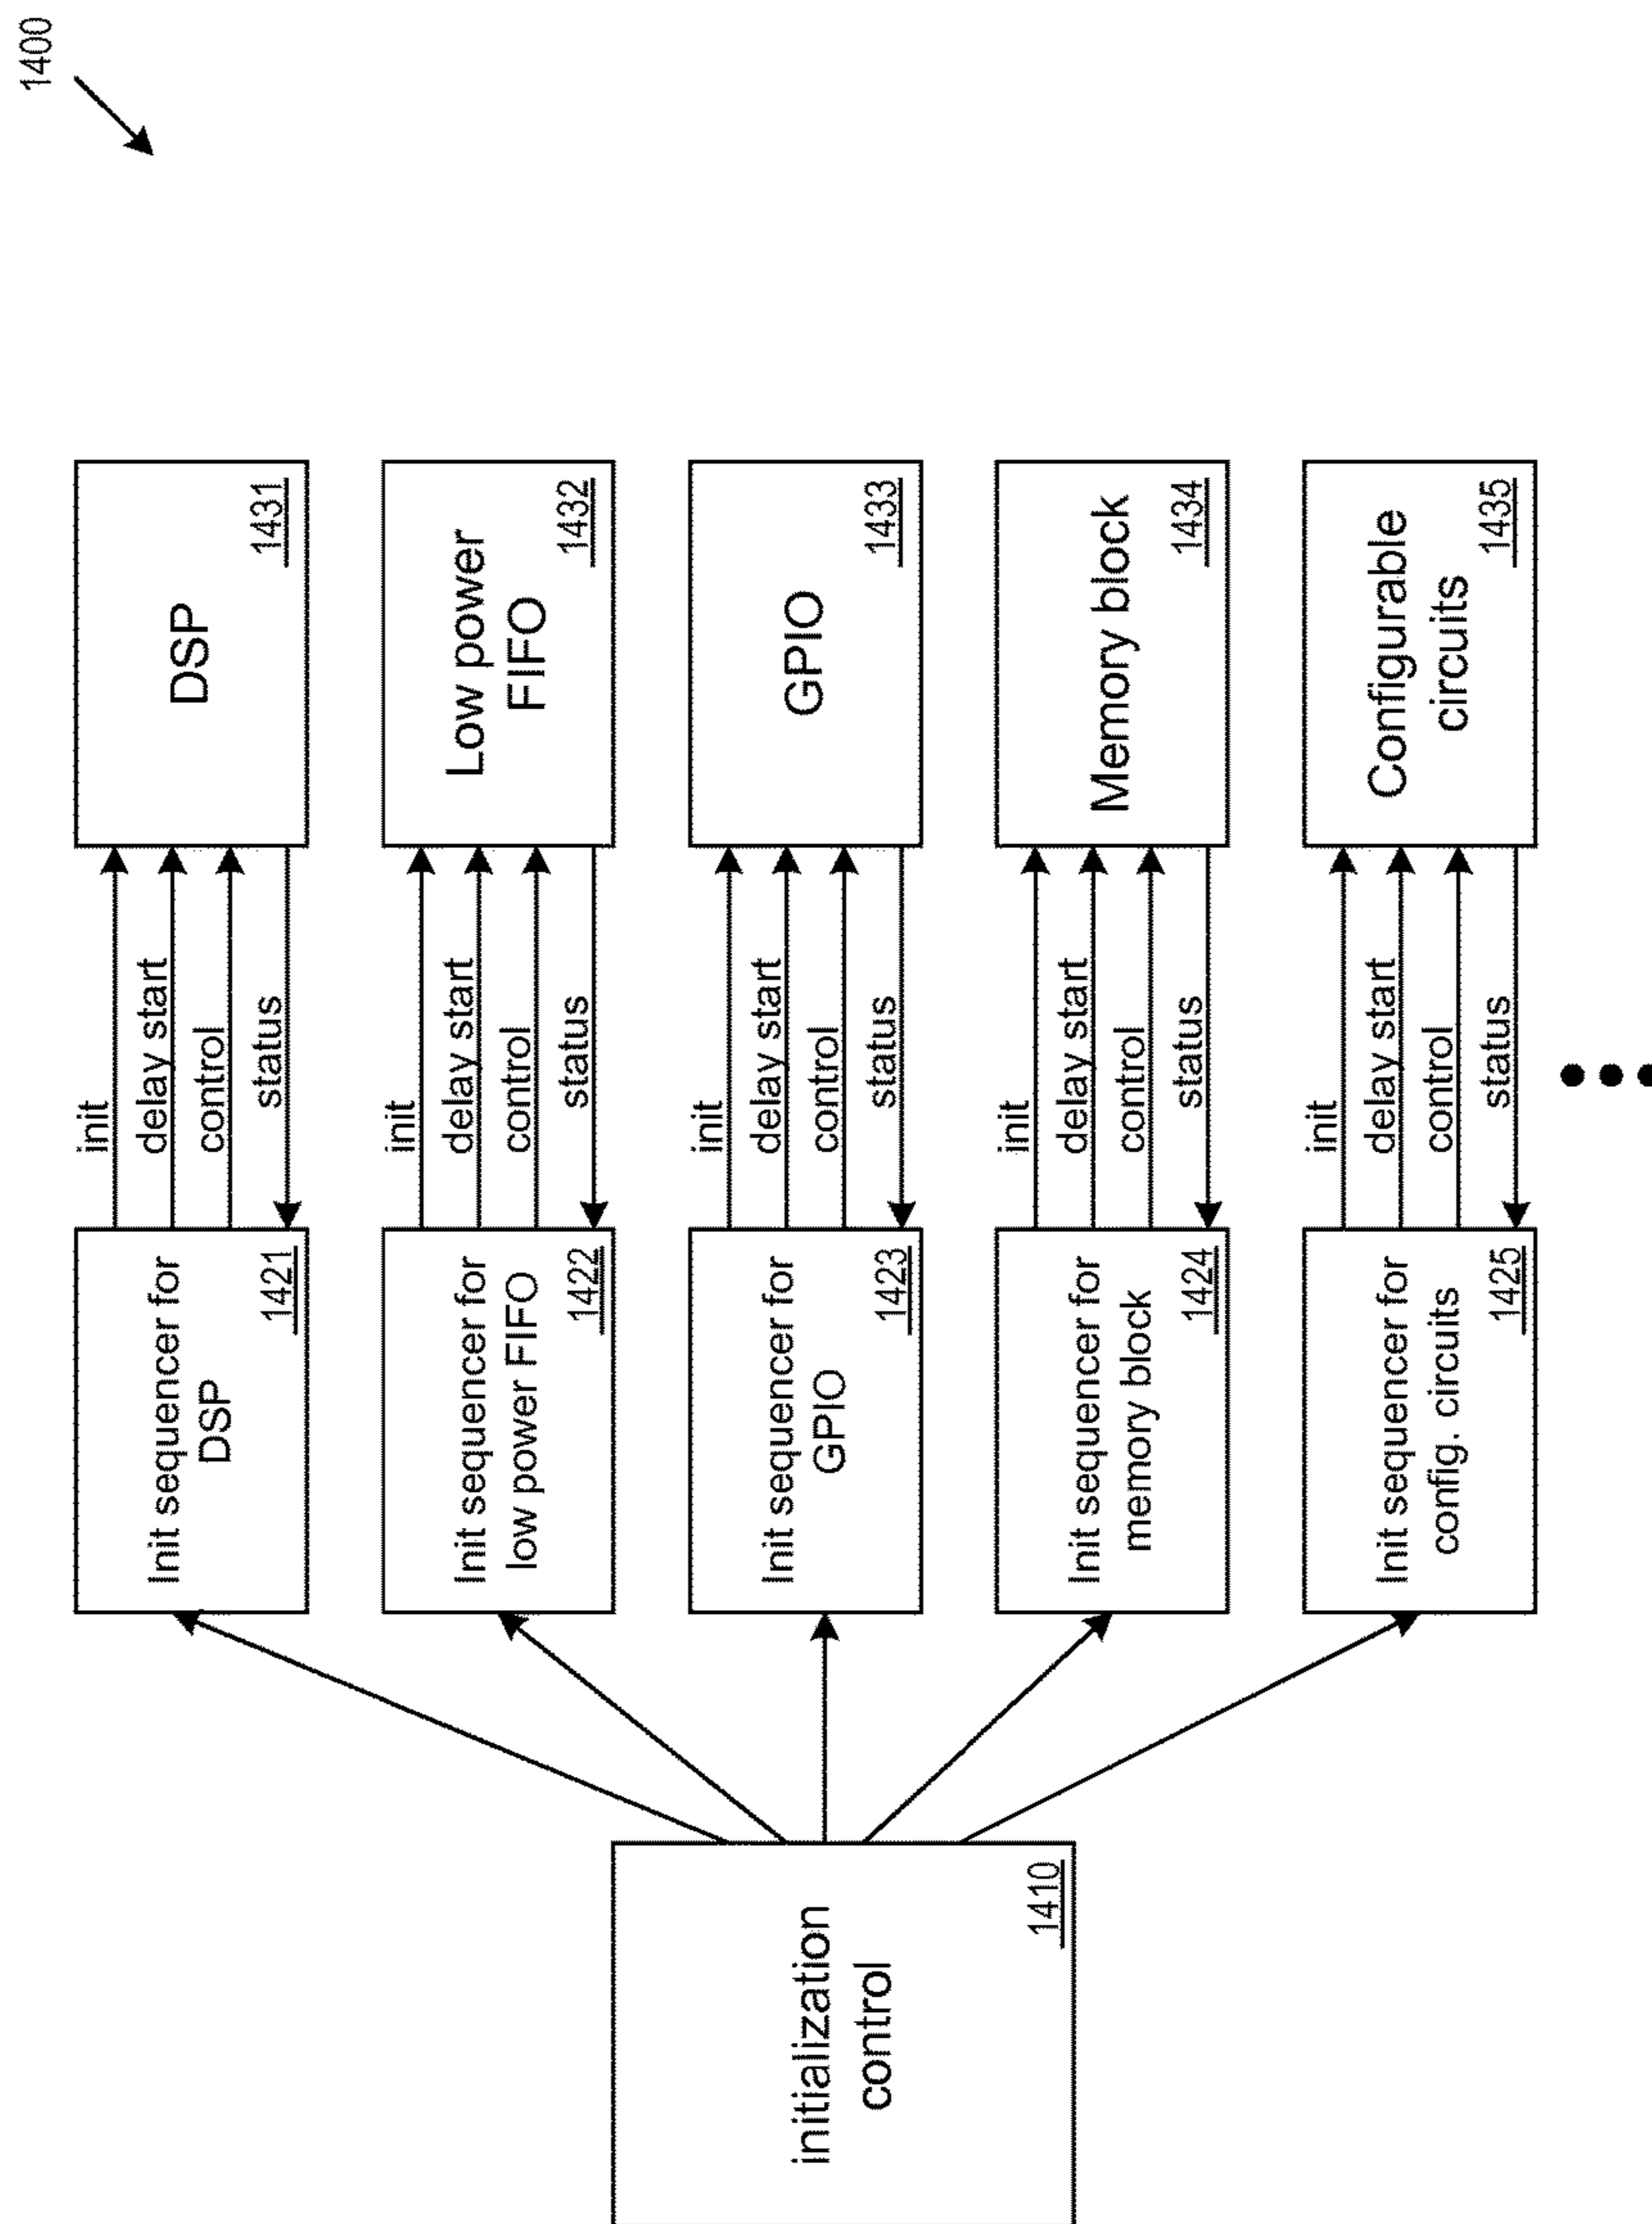 1400
initialization
control
1410
Init sequencer for
DSP
1421
init
delay start
control
status
DSP
1431
Init sequencer for
low power FIFO
1422
init
delay start
control
status
Low power
FIFO
1432
Init sequencer for
GPIO
1423
init
delay start
control
status
GPIO
1433
Init sequencer for
memory block
1424
init
delay start
control
status
Memory block
1434
Init sequencer for
config. circuits
1425
init
delay start
control
status
Configurable
circuits
1435